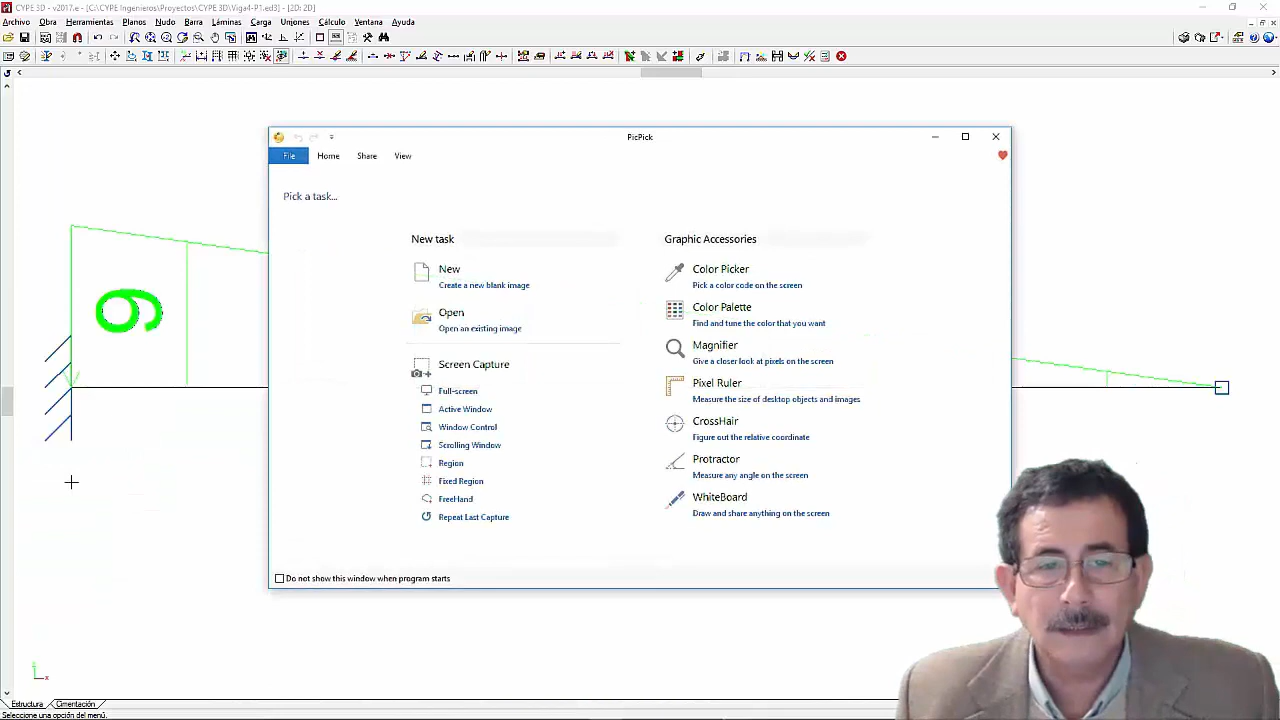 CYPE 3D - v2017.e - [C:\CYPE Ingenieros\Proyectos\CYPE 3D\Viga4-P1.ed3] - [2D: 2D]
Archivo Obra Herramientas Planos Nudo Barra Láminas Carga Uniones Cálculo Ventana Ayuda
PicPick
File Home Share View
Pick a task...
New task
New
Create a new blank image
Open
Open an existing image
Screen Capture
Full-screen
Active Window
Window Control
Scrolling Window
Region
Fixed Region
FreeHand
Repeat Last Capture
Graphic Accessories
Color Picker
Pick a color code on the screen
Color Palette
Find and tune the color that you want
Magnifier
Give a closer look at pixels on the screen
Pixel Ruler
Measure the size of desktop objects and images
CrossHair
Figure out the relative coordinate
Protractor
Measure any angle on the screen
WhiteBoard
Draw and share anything on the screen
Do not show this window when program starts
9
x
Estructura Cimentación
Seleccione una opción del menú.